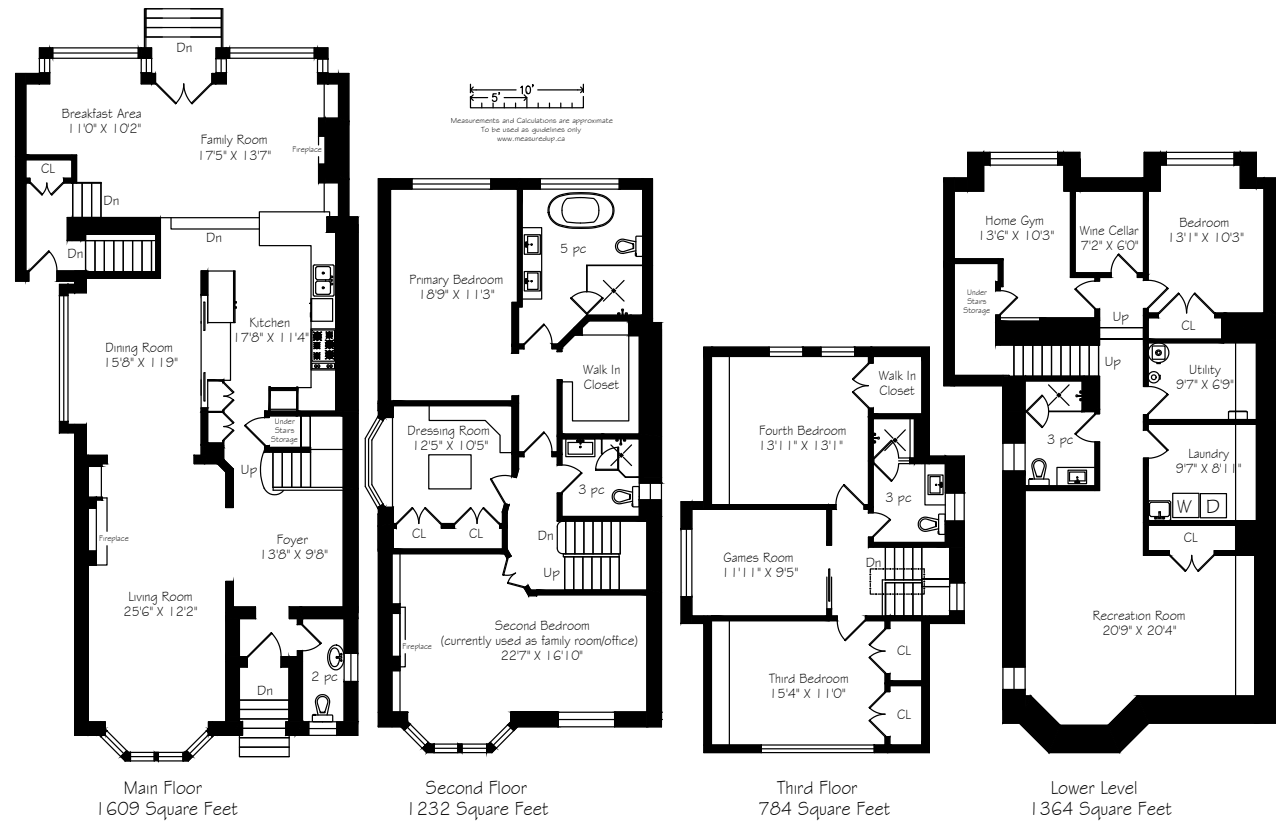 Dn
Breakfast Area
11'0" X 10'2"
Family Room
17'5" X 13'7"
Fireplace
CL
Dn
Dn
Dn
Kitchen
17'8" X 11'4"
Dining Room
15'8" X 11'9"
Under
Stairs
Storage
Up
Fireplace
Foyer
13'8" X 9'8"
Living Room
25'6" X 12'2"
2 pc
Dn
Main Floor
1609 Square Feet
10'
5'
Measurements and Calculations are approximate
To be used as guidelines only
www.measuredup.ca
5 pc
Primary Bedroom
18'9" X 11'3"
Walk In
Closet
Dressing Room
12'5" X 10'5"
3 pc
CL
CL
Dn
Up
Second Bedroom
(currently used as family room/office)
22'7" X 16'10"
Fireplace
Second Floor
1232 Square Feet
Walk In
Closet
Fourth Bedroom
13'11" X 13'1"
3 pc
Games Room
11'11" X 9'5"
Dn
CL
Third Bedroom
15'4" X 11'0"
CL
Third Floor
784 Square Feet
Home Gym
13'6" X 10'3"
Wine Cellar
7'2" X 6'0"
Bedroom
13'1" X 10'3"
Under
Stairs
Storage
Up
CL
Up
Utility
9'7" X 6'9"
3 pc
Laundry
9'7" X 8'11"
W
D
CL
Recreation Room
20'9" X 20'4"
Lower Level
1364 Square Feet